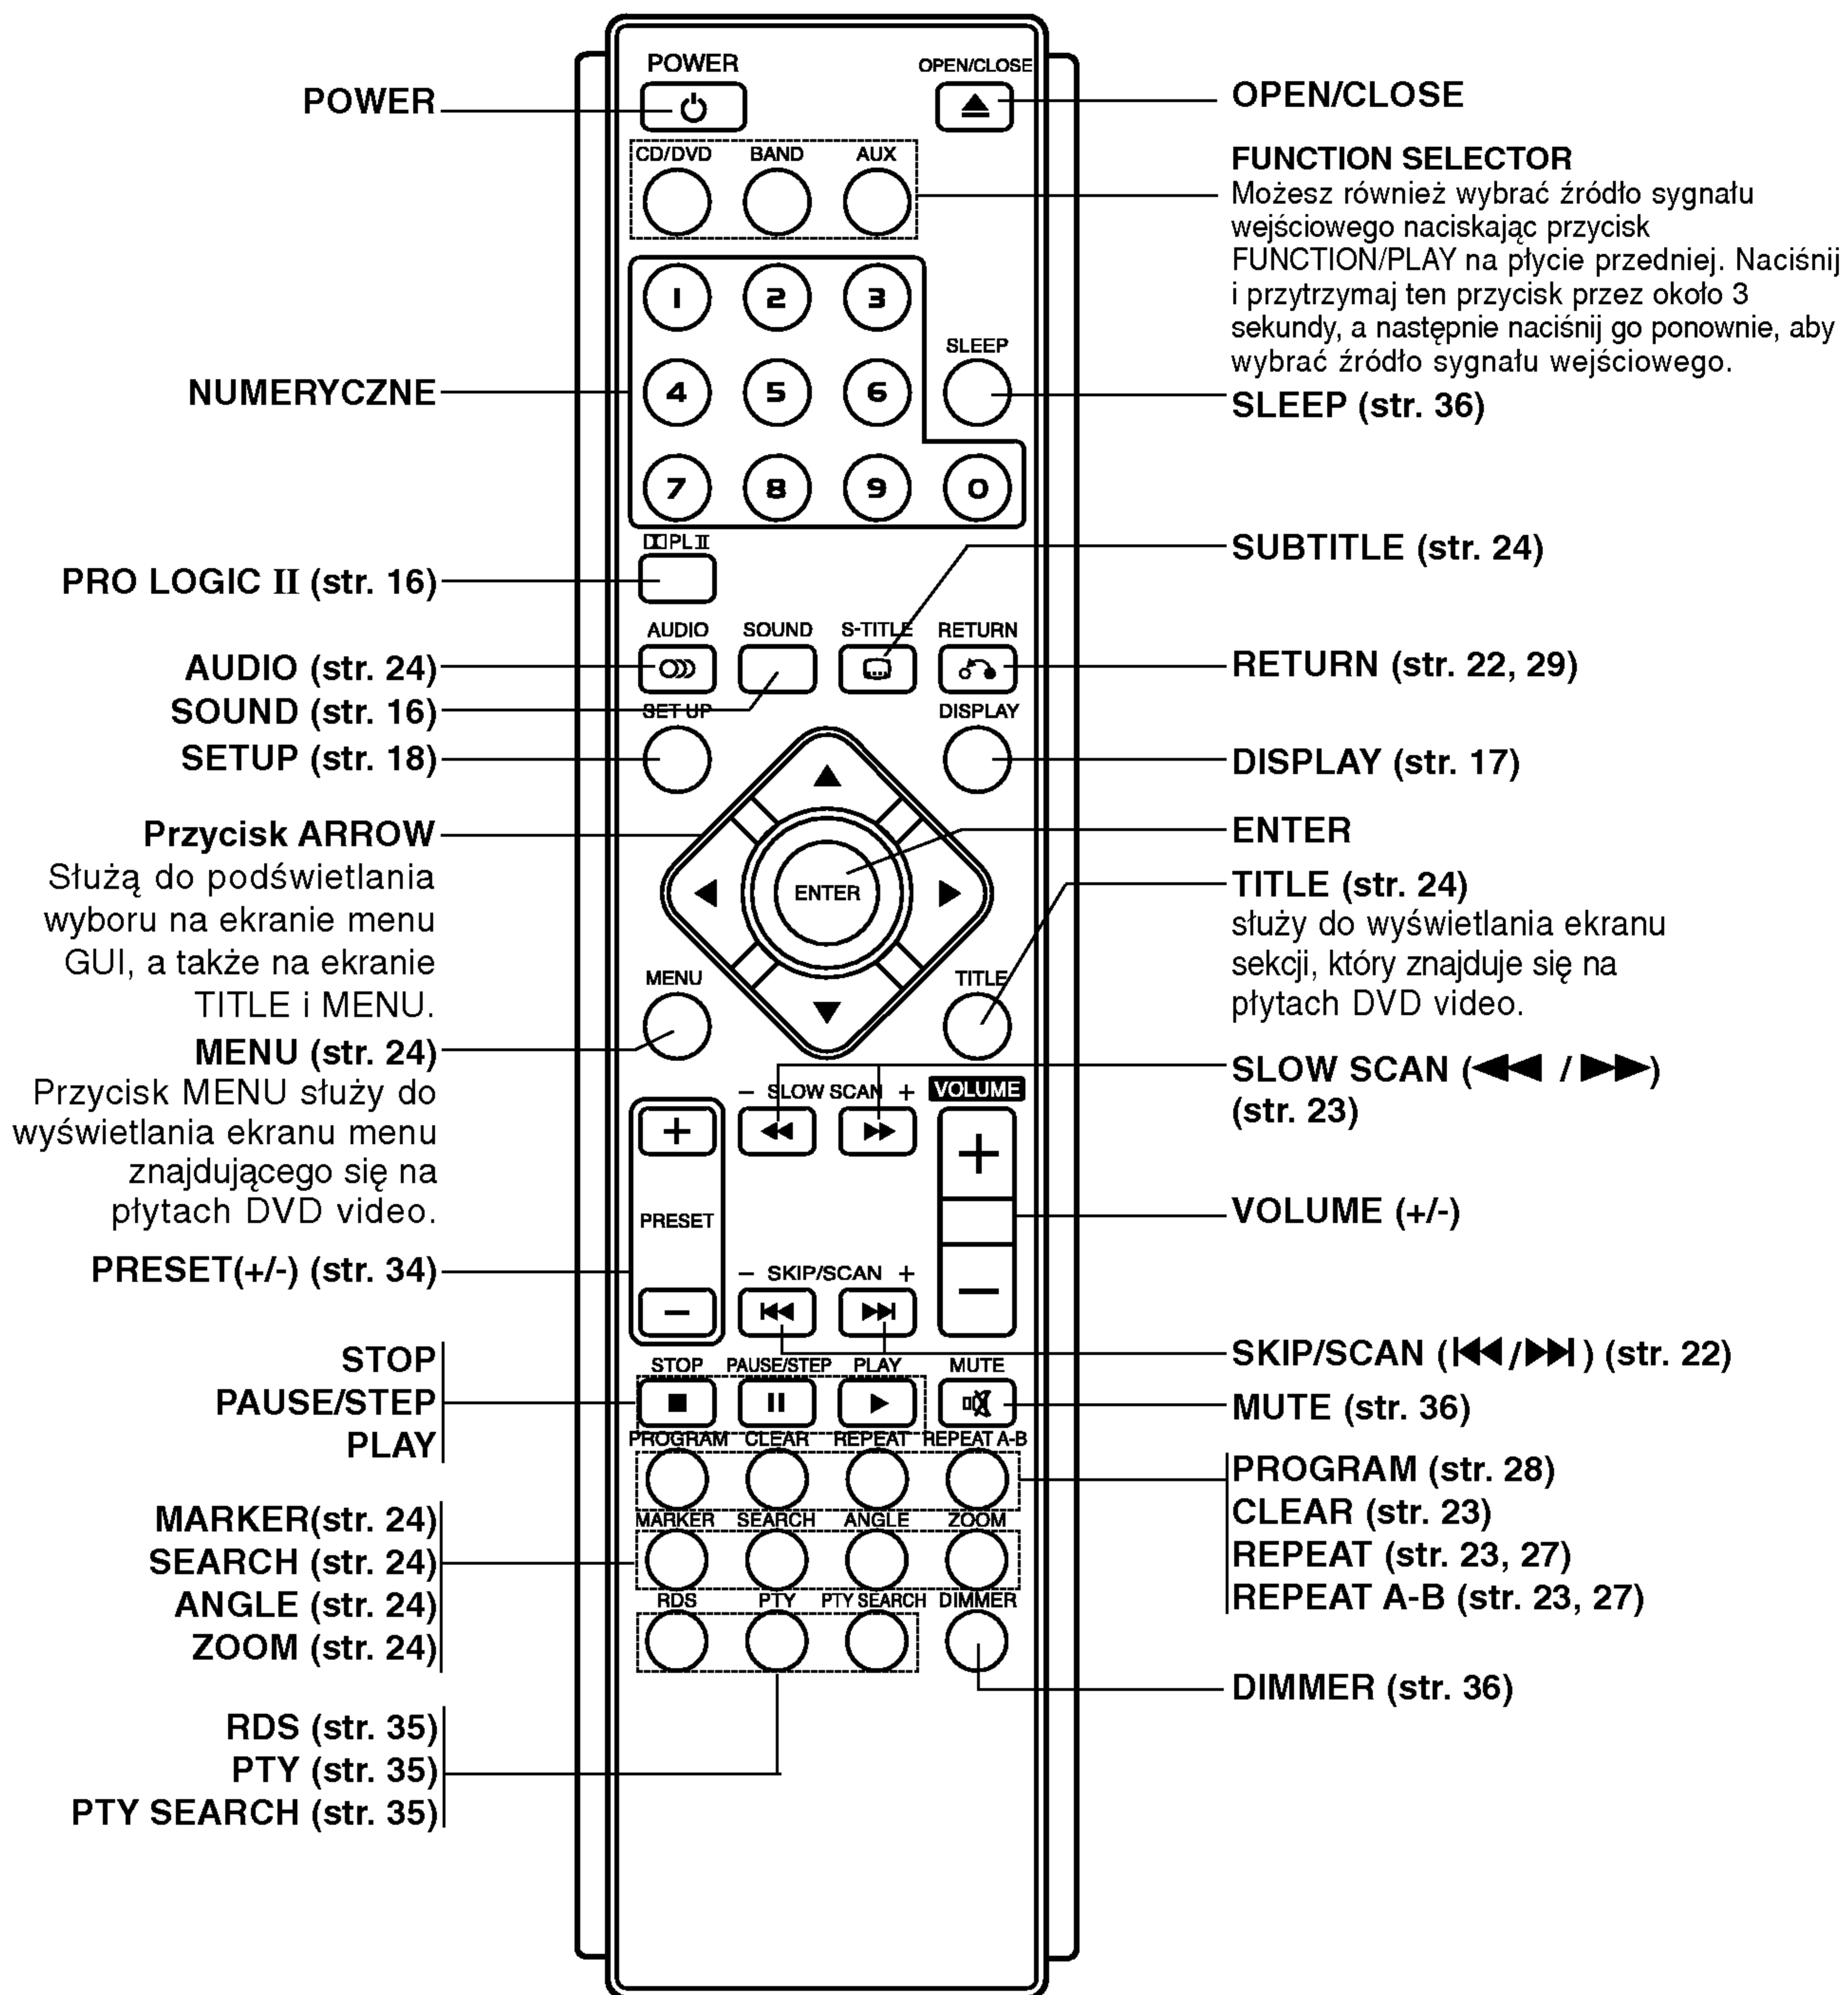 POWER
NUMERYCZNE
PRO LOGIC II (str. 16)
AUDIO (str. 24)
SOUND (str. 16)
SETUP (str. 18)
Przycisk ARROW
Służą do podświetlania
wyboru na ekranie menu
GUI, a także na ekranie
TITLE i MENU.
MENU (str. 24)
Przycisk MENU służy do
wyświetlania ekranu menu
znajdującego się na
płytach DVD video.
PRESET(+/-) (str. 34)
STOP
PAUSE/STEP
PLAY
MARKER(str. 24)
SEARCH (str. 24)
ANGLE (str. 24)
ZOOM (str. 24)
RDS (str. 35)
PTY (str. 35)
PTY SEARCH (str. 35)
POWER OPEN/CLOSE
CD/DVD BAND AUX
1 2 3
SLEEP
4 5 6
7 8 9 0
PL II
AUDIO SOUND S-TITLE RETURN
SET UP DISPLAY
ENTER
MENU TITLE
- SLOW SCAN + VOLUME
+ +
PRESET
- SKIP/SCAN +
- -
STOP PAUSE/STEP PLAY MUTE
PROGRAM CLEAR REPEAT REPEAT A-B
MARKER SEARCH ANGLE ZOOM
RDS PTY PTY SEARCH DIMMER
OPEN/CLOSE
FUNCTION SELECTOR
Możesz również wybrać źródło sygnału
wejściowego naciskając przycisk
FUNCTION/PLAY na płycie przedniej. Naciśnij
i przytrzymaj ten przycisk przez około 3
sekundy, a następnie naciśnij go ponownie, aby
wybrać źródło sygnału wejściowego.
SLEEP (str. 36)
SUBTITLE (str. 24)
RETURN (str. 22, 29)
DISPLAY (str. 17)
ENTER
TITLE (str. 24)
służy do wyświetlania ekranu
sekcji, który znajduje się na
płytach DVD video.
SLOW SCAN (◀◀ / ▶▶)
(str. 23)
VOLUME (+/-)
SKIP/SCAN (|◀◀/▶▶|) (str. 22)
MUTE (str. 36)
PROGRAM (str. 28)
CLEAR (str. 23)
REPEAT (str. 23, 27)
REPEAT A-B (str. 23, 27)
DIMMER (str. 36)